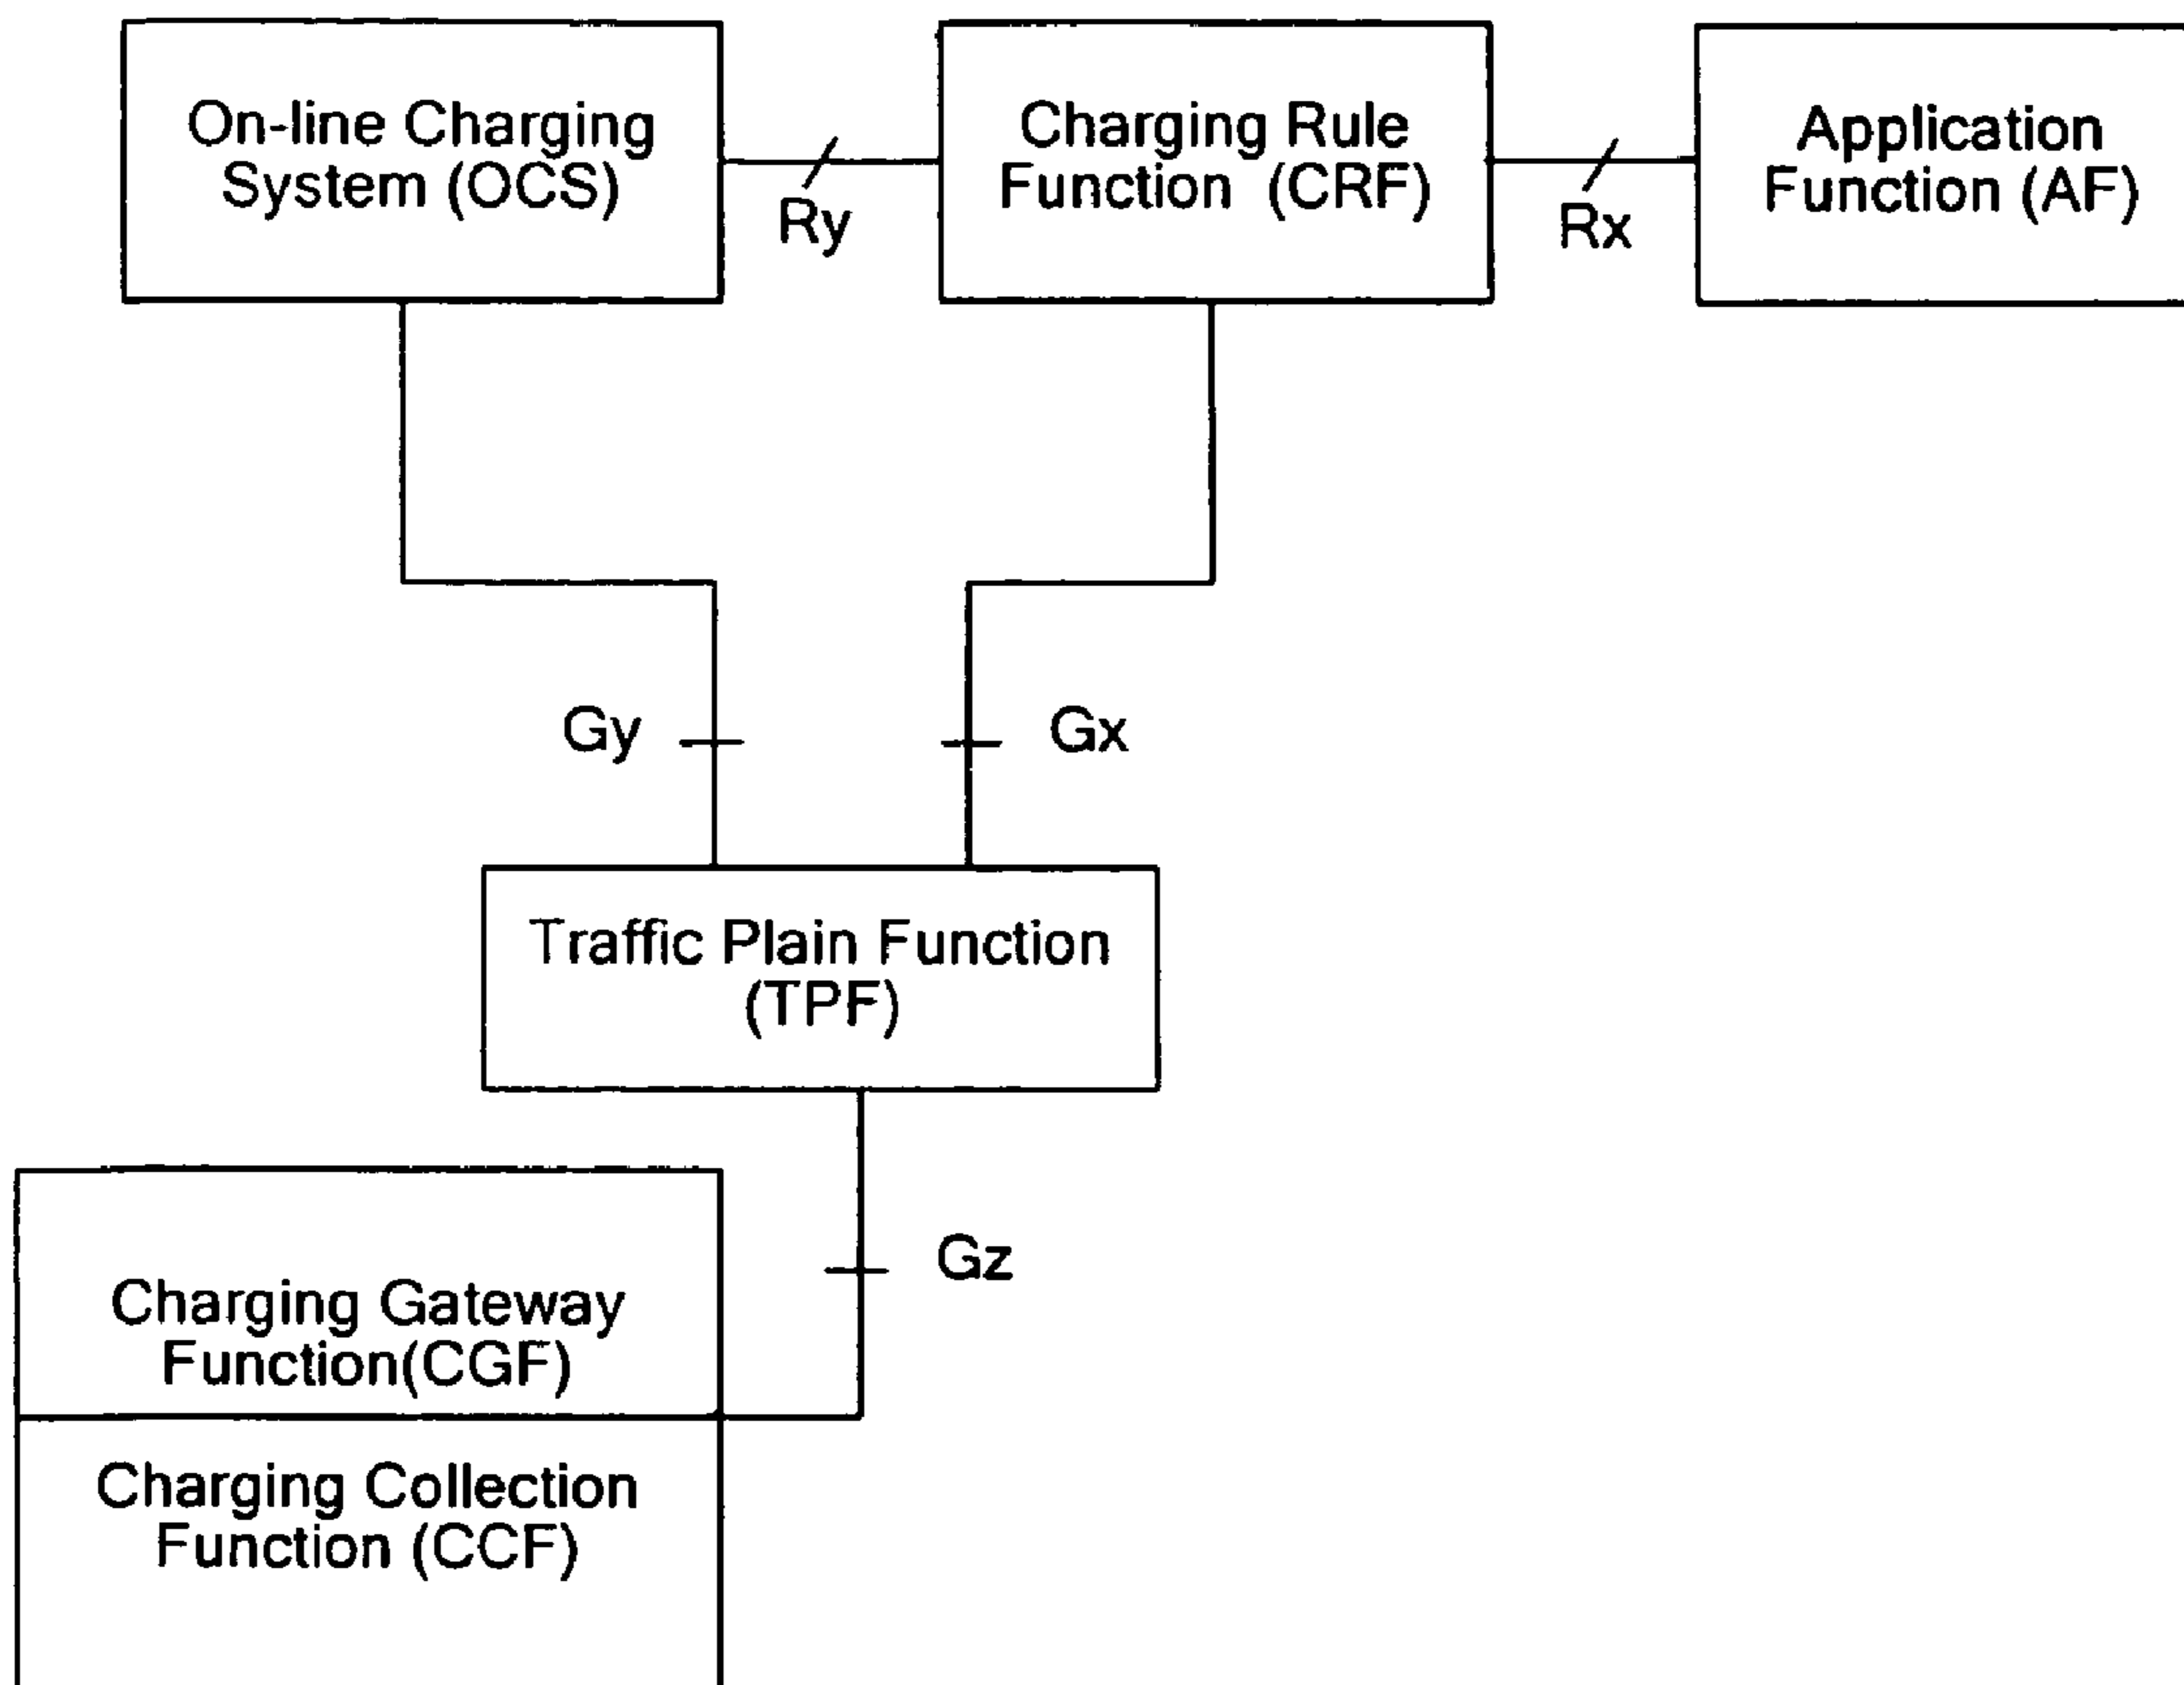 On-line Charging
System (OCS)
Ry
Charging Rule
Function (CRF)
Rx
Application
Function (AF)
Gy
Gx
Traffic Plain Function
(TPF)
Gz
Charging Gateway
Function(CGF)
Charging Collection
Function (CCF)